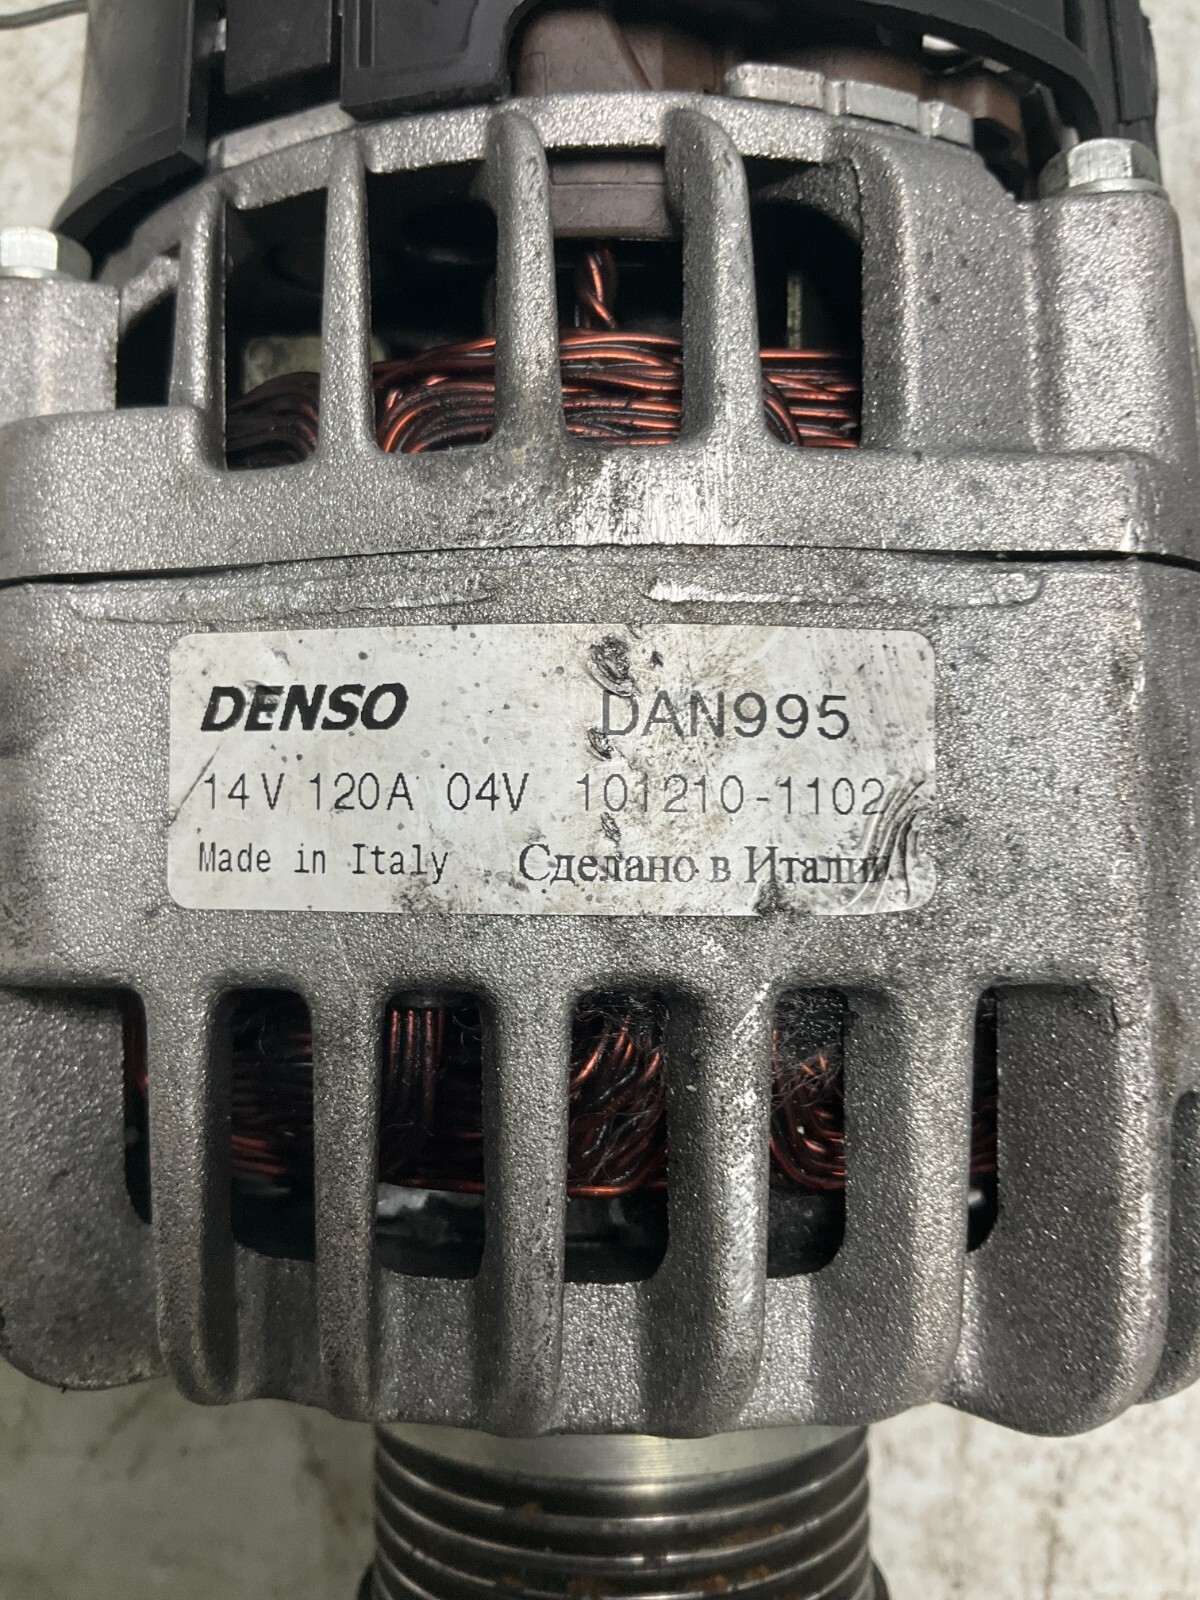 DENSO DAN995
14V 120A 04V 101210-1102
Made in Italy Сделано в Италии